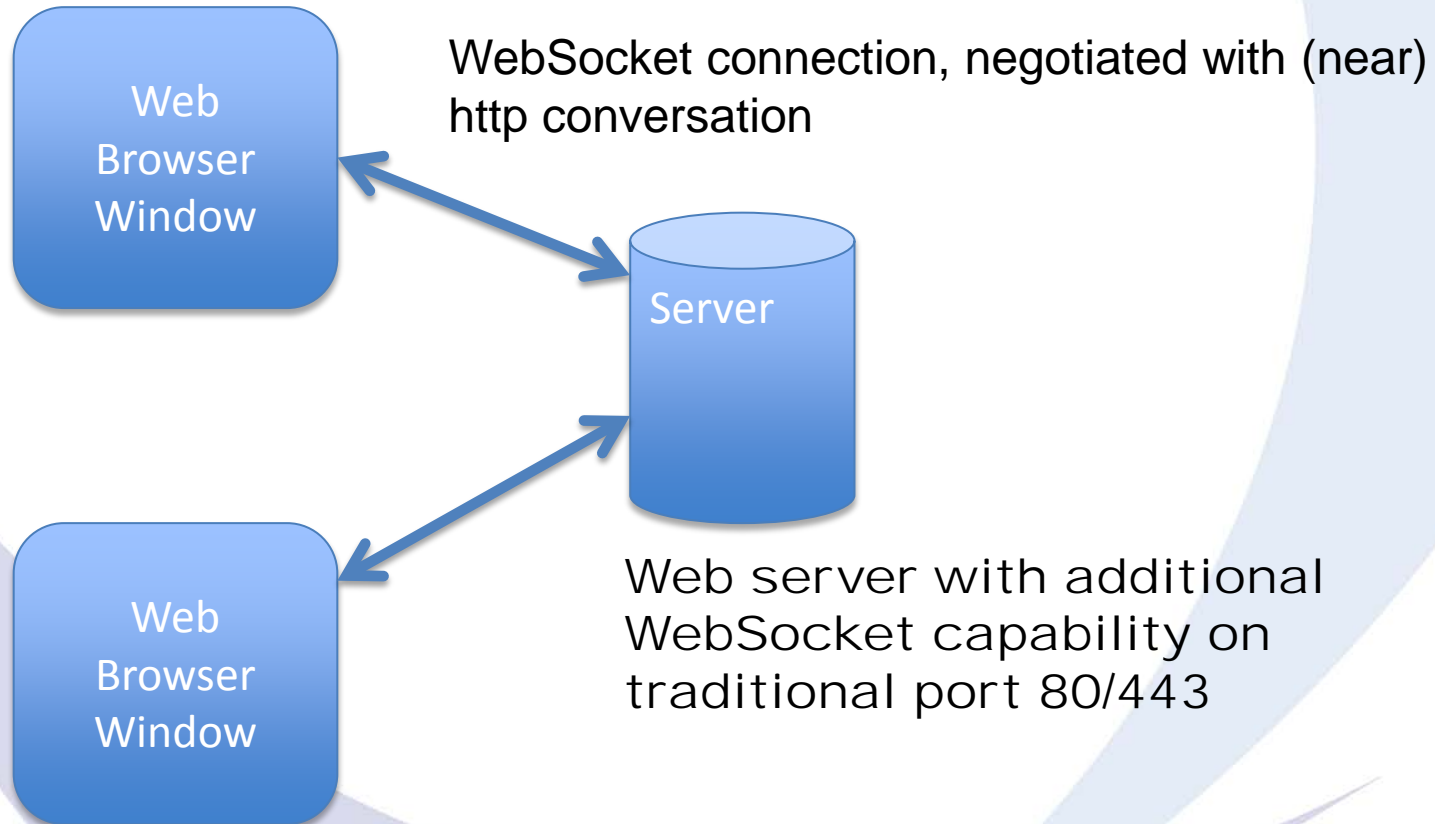 Web
Browser
Window
WebSocket connection, negotiated with (near)
http conversation
Server
Web
Browser
Window
Web server with additional
WebSocket capability on
traditional port 80/443